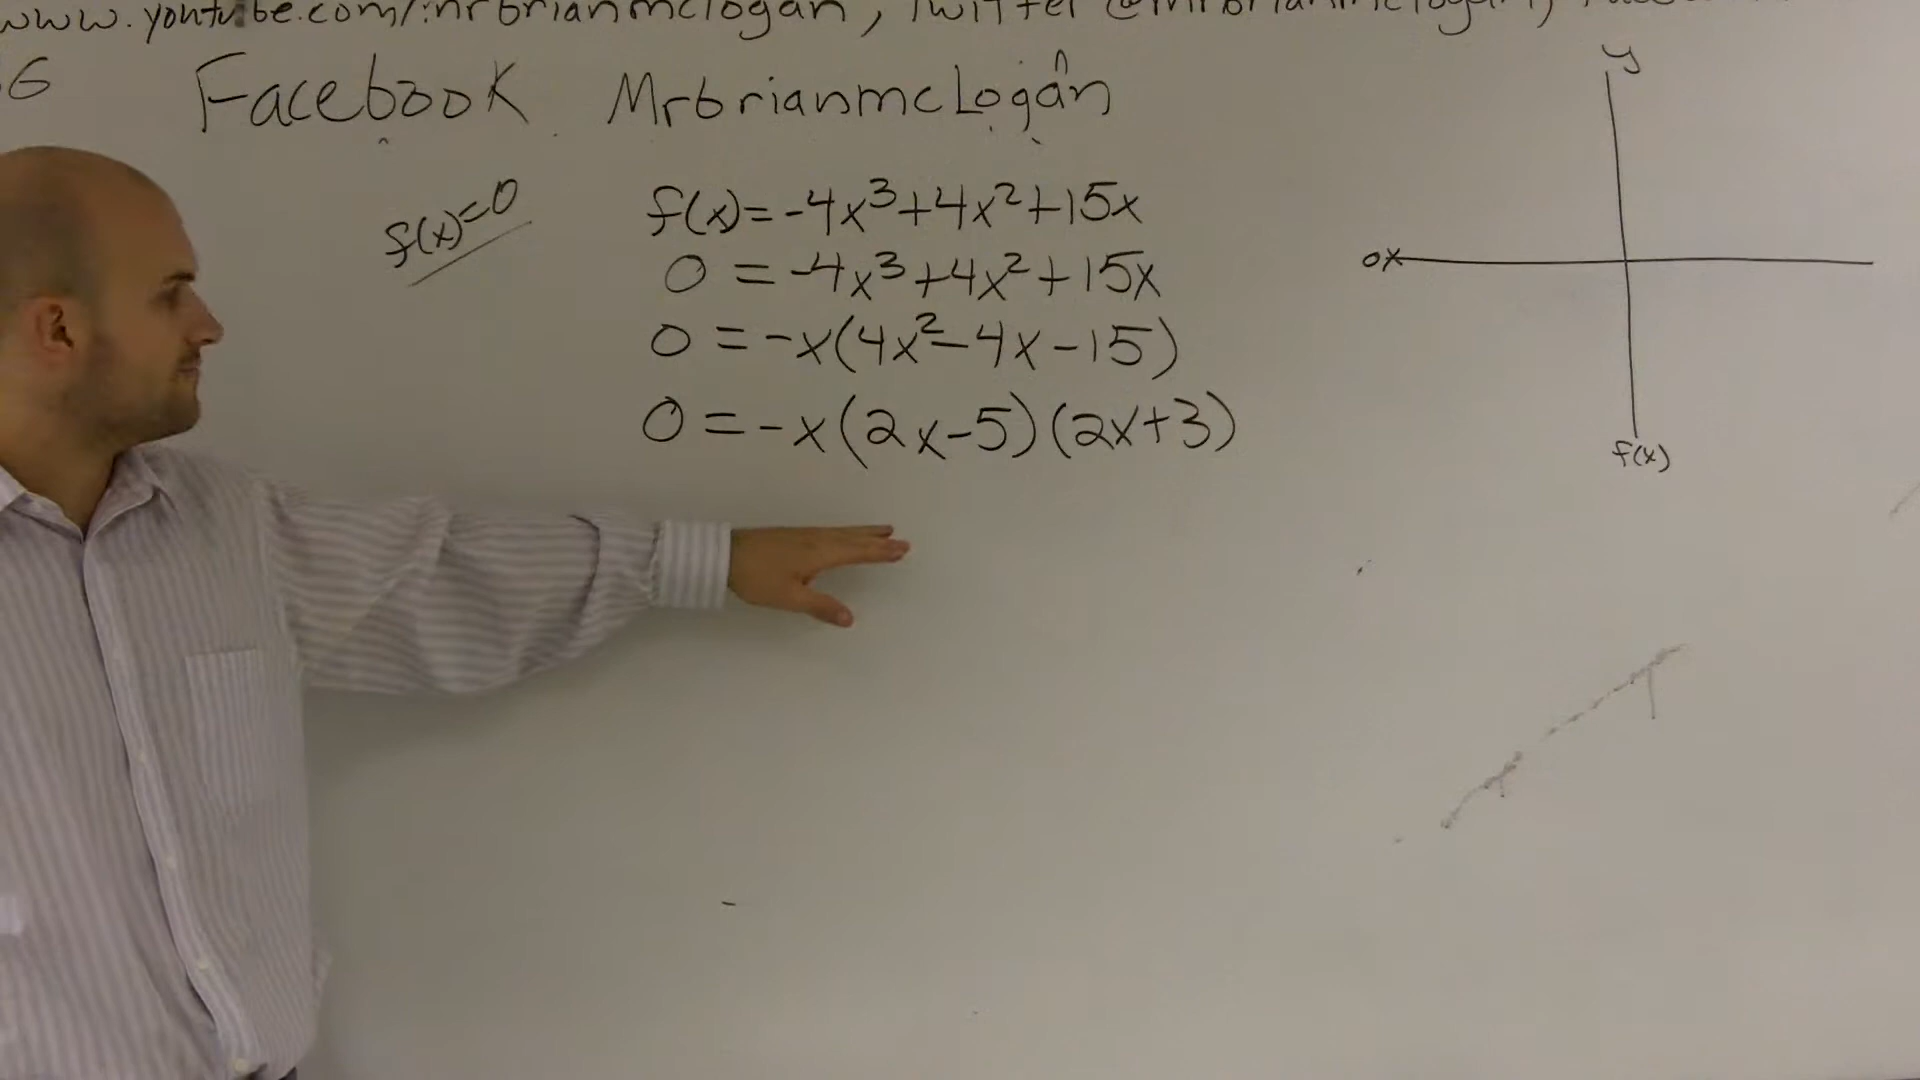 www.youtube.com/mrbrianmclogan, Twitter @mrbrianmclogan,
Facebook MrbrianmcLogan
f(x)=0
f(x)=-4x³+4x²+15x
0 = -4x³+4x²+15x
0 = -x(4x²-4x-15)
0 = -x(2x-5)(2x+3)
y
x
f(x)